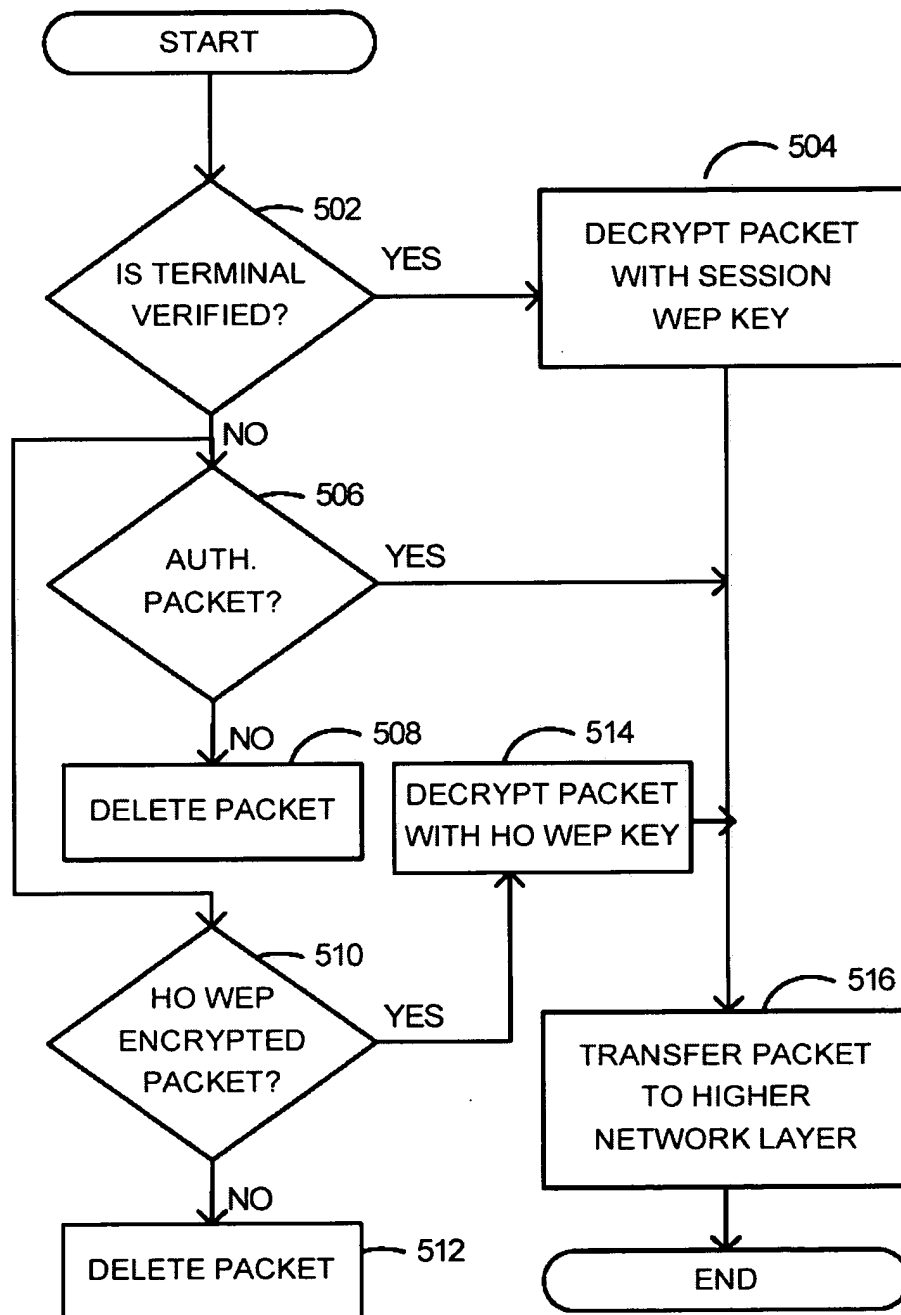 START
502
IS TERMINAL
VERIFIED?
YES
504
DECRYPT PACKET
WITH SESSION
WEP KEY
NO
506
AUTH.
PACKET?
YES
NO
508
DELETE PACKET
514
DECRYPT PACKET
WITH HO WEP KEY
510
HO WEP
ENCRYPTED
PACKET?
YES
516
TRANSFER PACKET
TO HIGHER
NETWORK LAYER
NO
512
DELETE PACKET
END